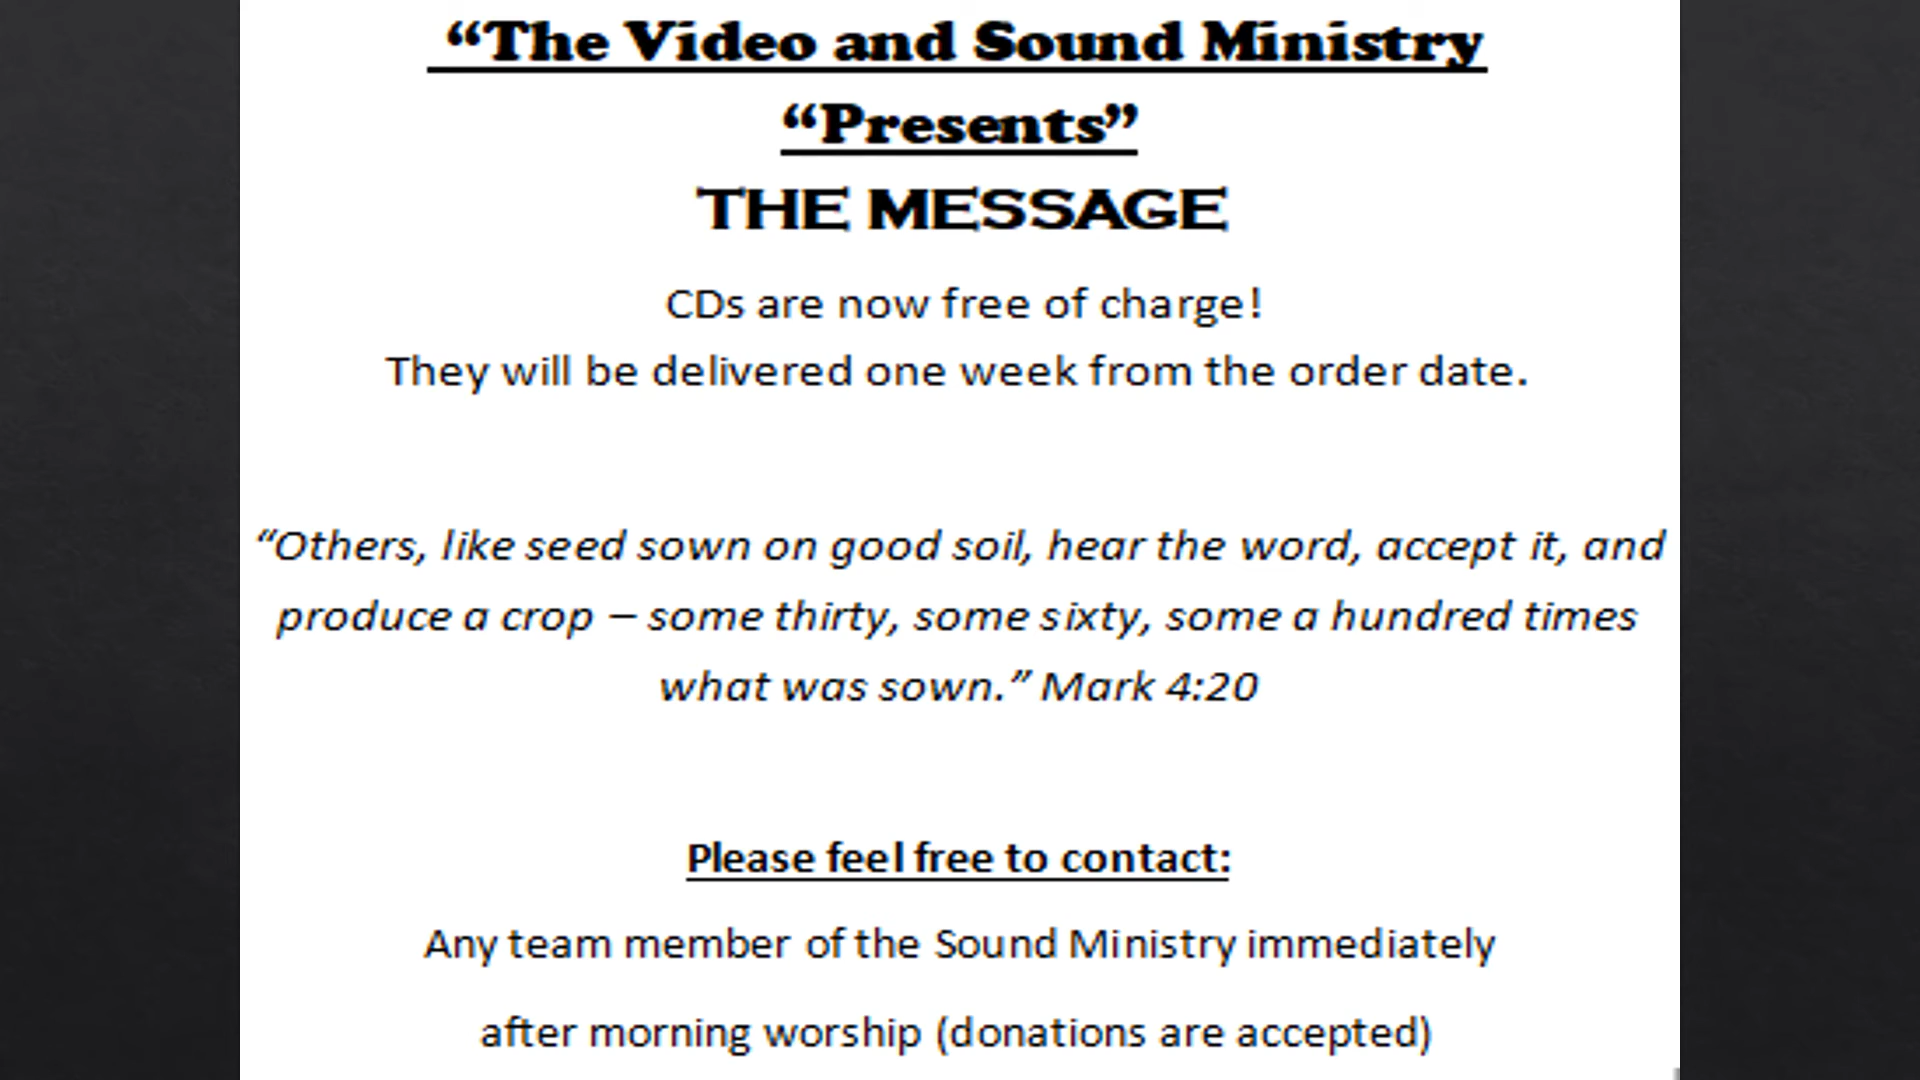 “The Video and Sound Ministry
“Presents”
THE MESSAGE
CDs are now free of charge!
They will be delivered one week from the order date.
“Others, like seed sown on good soil, hear the word, accept it, and
produce a crop – some thirty, some sixty, some a hundred times
what was sown.” Mark 4:20
Please feel free to contact:
Any team member of the Sound Ministry immediately
after morning worship (donations are accepted)